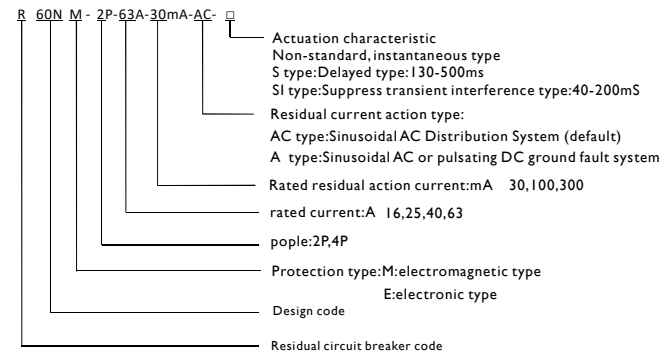 R 60N M - 2P-63A-30mA-AC- □
Actuation characteristic
Non-standard, instantaneous type
S type:Delayed type:130-500ms
SI type:Suppress transient interference type:40-200mS
Residual current action type:
AC type:Sinusoidal AC Distribution System (default)
A type:Sinusoidal AC or pulsating DC ground fault system
Rated residual action current:mA 30,100,300
rated current:A 16,25,40,63
pople:2P,4P
Protection type:M:electromagnetic type
E:electronic type
Design code
Residual circuit breaker code